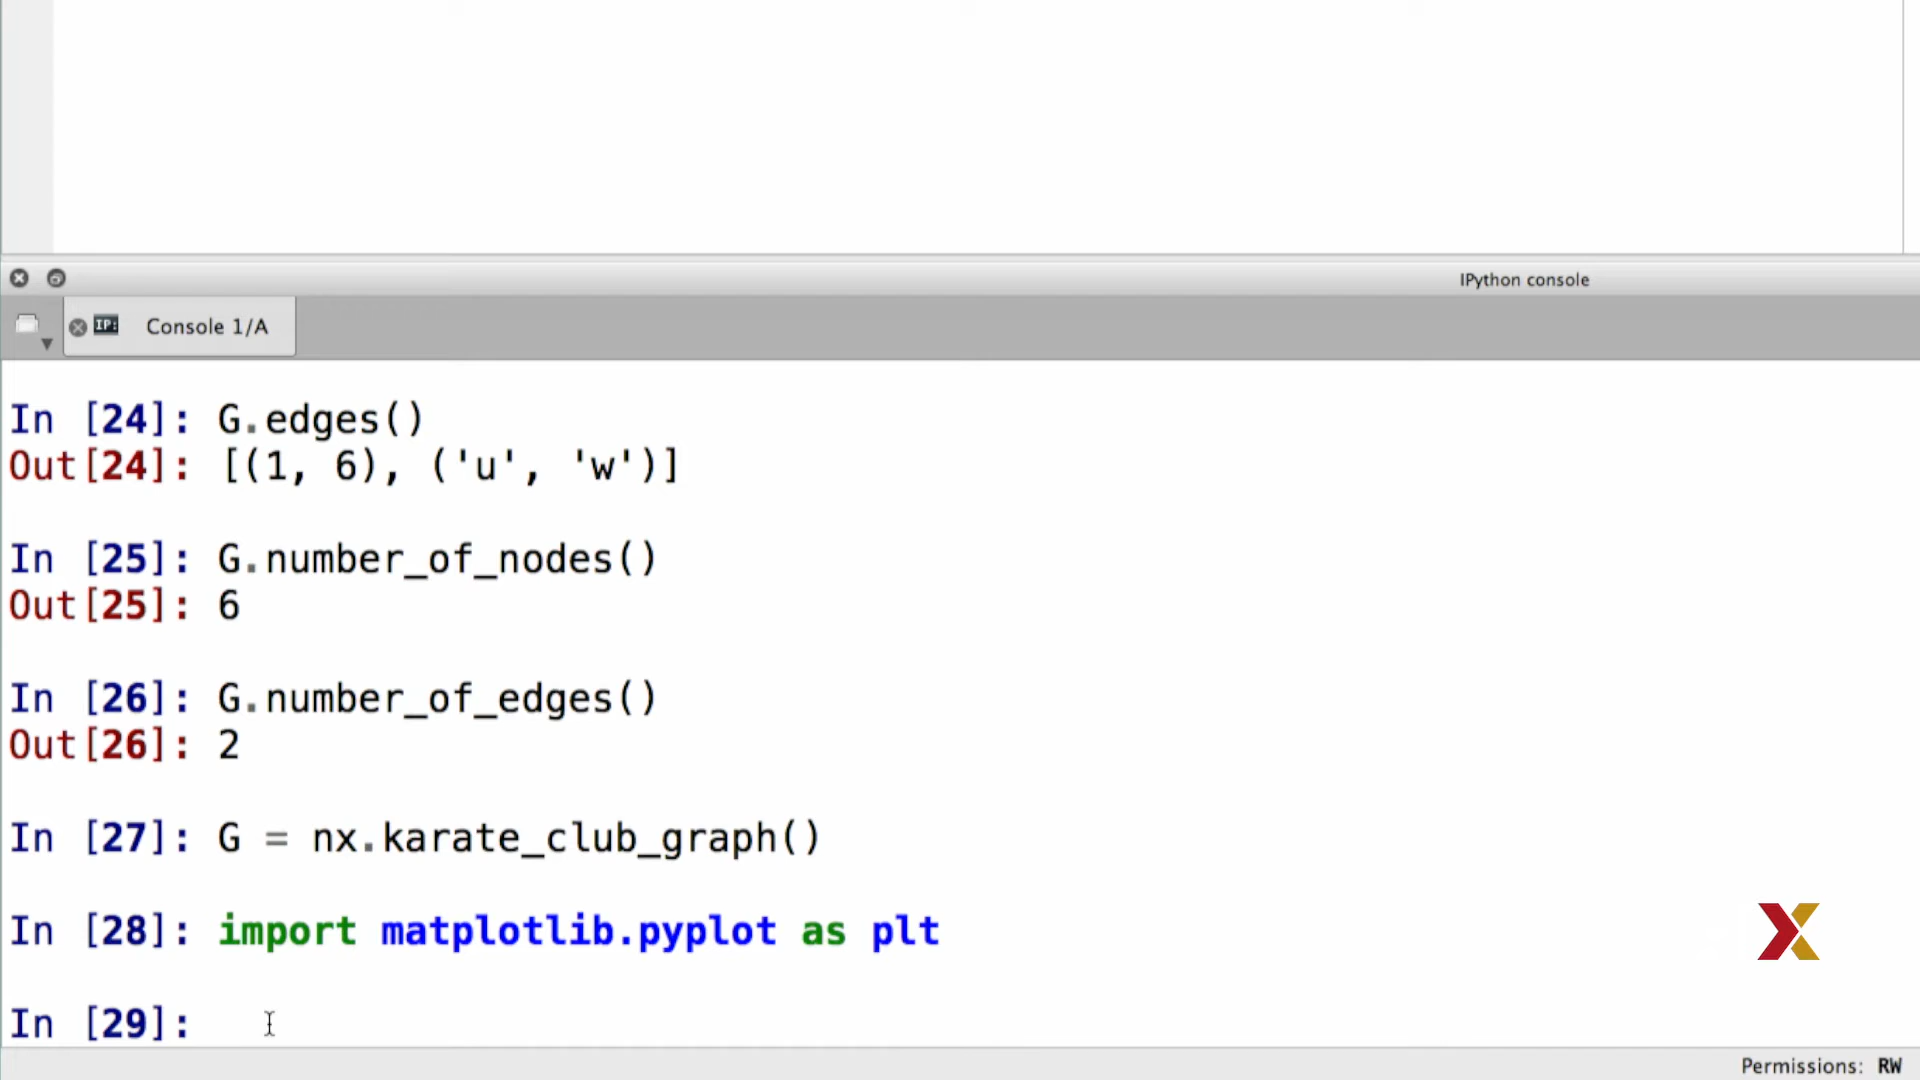 IPython console
IP: Console 1/A
In [24]: G.edges()
Out[24]: [(1, 6), ('u', 'w')]
In [25]: G.number_of_nodes()
Out[25]: 6
In [26]: G.number_of_edges()
Out[26]: 2
In [27]: G = nx.karate_club_graph()
In [28]: import matplotlib.pyplot as plt
In [29]:
Permissions: RW